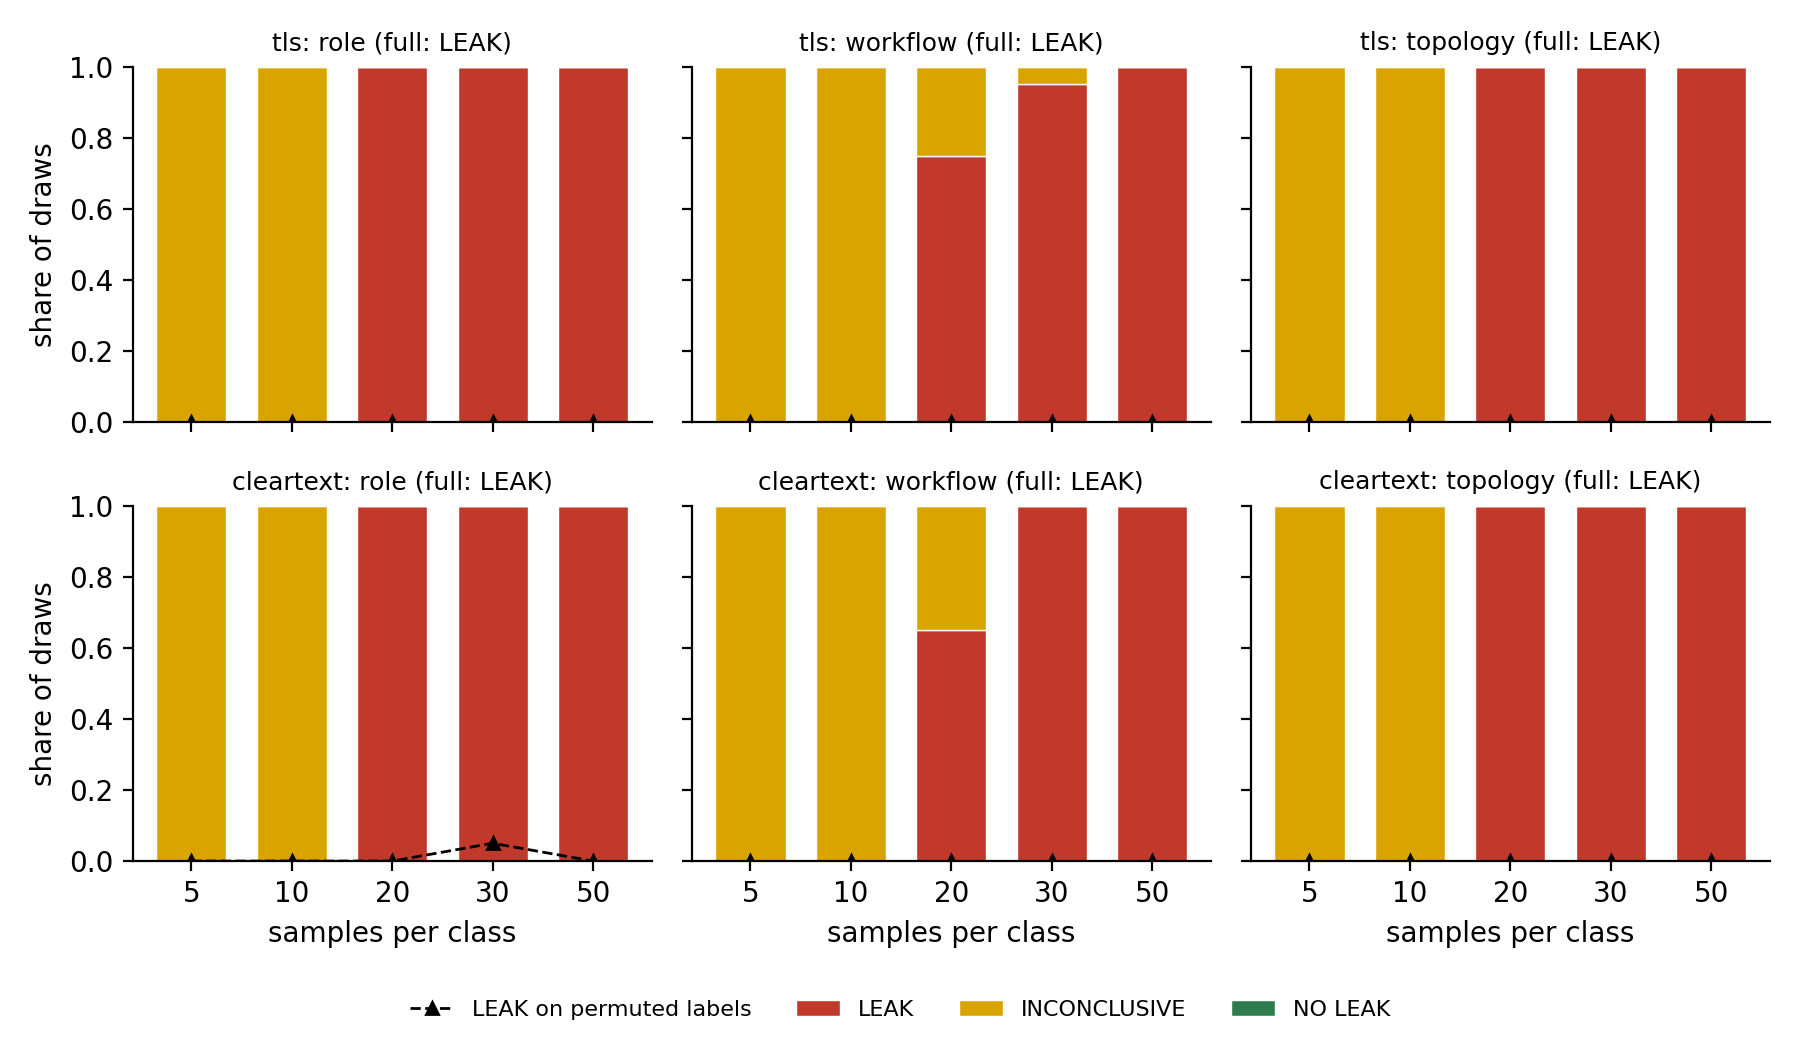 tls: role (full: LEAK)
tls: workflow (full: LEAK)
tls: topology (full: LEAK)
share of draws
1.0
0.8
0.6
0.4
0.2
0.0
cleartext: role (full: LEAK)
cleartext: workflow (full: LEAK)
cleartext: topology (full: LEAK)
share of draws
1.0
0.8
0.6
0.4
0.2
0.0
5 10 20 30 50
5 10 20 30 50
5 10 20 30 50
samples per class
samples per class
samples per class
LEAK on permuted labels
LEAK
INCONCLUSIVE
NO LEAK